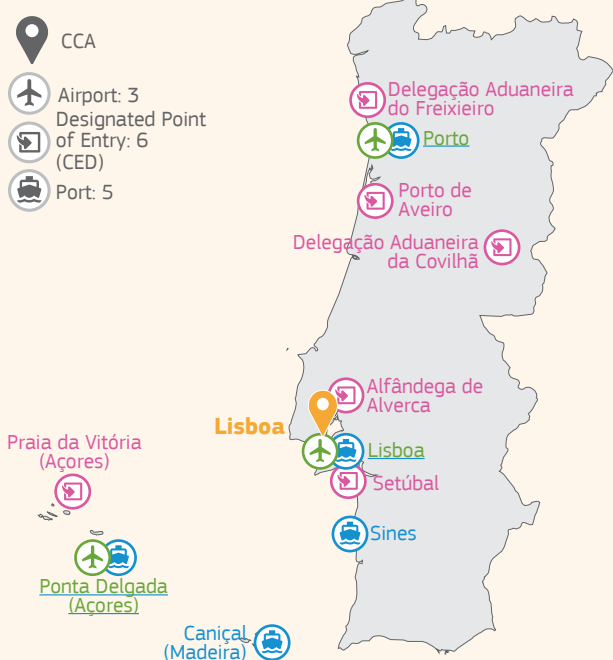 CCA
Airport: 3
Designated Point
of Entry: 6
(CED)
Port: 5
Delegação Aduaneira
do Freixieiro
Porto
Porto de
Aveiro
Delegação Aduaneira
da Covilhã
Alfândega de
Alverca
Lisboa
Lisboa
Setúbal
Praia da Vitória
(Açores)
Sines
Ponta Delgada
(Açores)
Caniçal
(Madeira)